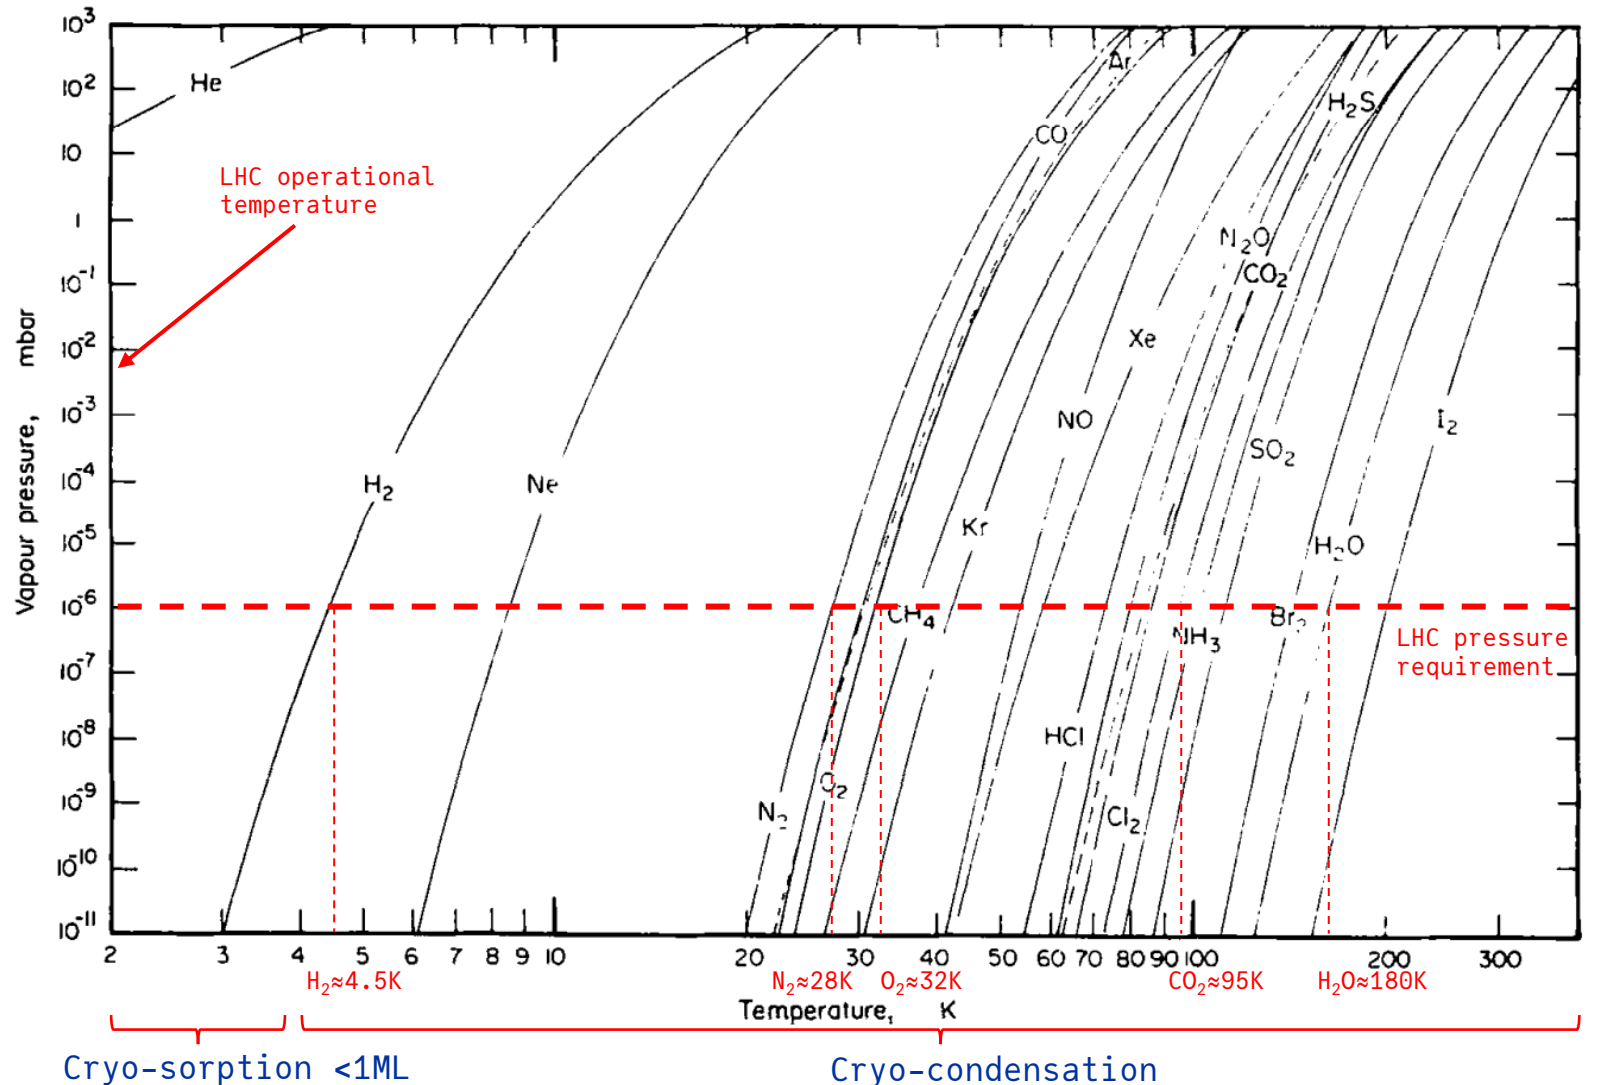 10³
He
10²
Ar
H₂S
CO
10
LHC operational
temperature
1
N₂O
CO₂
10⁻¹
Xe
10⁻²
Vapour pressure, mbar
10⁻³
NO
I₂
SO₂
10⁻⁴
H₂
Ne
Kr
10⁻⁵
H₂O
10⁻⁶
CH₄
Br₂
NH₃
LHC pressure
requirement
10⁻⁷
10⁻⁸
HCl
O₂
10⁻⁹
N₂
Cl₂
10⁻¹⁰
10⁻¹¹
2 3 4 5 6 7 8 9 10 20 30 40 50 60 70 80 90 100 200 300
H₂≈4.5K N₂≈28K O₂≈32K CO₂≈95K H₂O≈180K
Temperature, K
Cryo-sorption <1ML Cryo-condensation